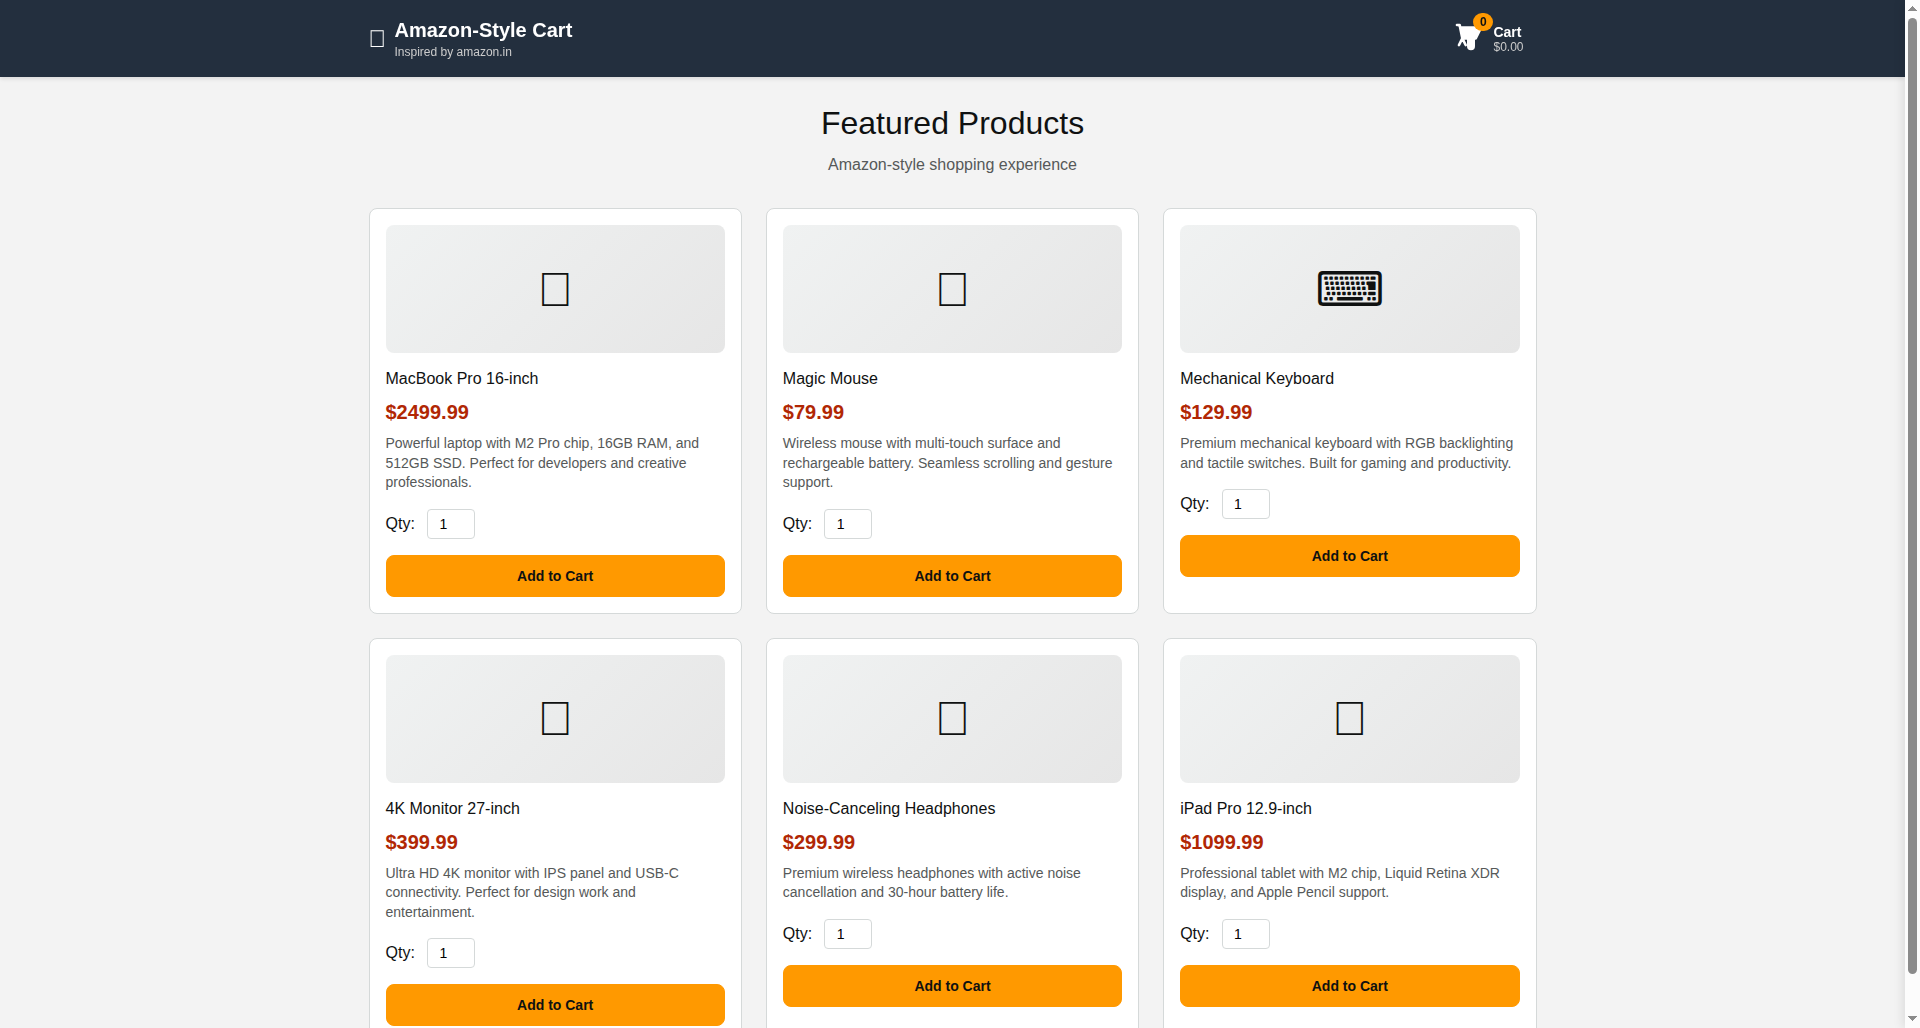 Amazon-Style Cart
Inspired by amazon.in
0
Cart
$0.00
Featured Products
Amazon-style shopping experience
MacBook Pro 16-inch
$2499.99
Powerful laptop with M2 Pro chip, 16GB RAM, and
512GB SSD. Perfect for developers and creative
professionals.
Qty: 1
Add to Cart
Magic Mouse
$79.99
Wireless mouse with multi-touch surface and
rechargeable battery. Seamless scrolling and gesture
support.
Qty: 1
Add to Cart
Mechanical Keyboard
$129.99
Premium mechanical keyboard with RGB backlighting
and tactile switches. Built for gaming and productivity.
Qty: 1
Add to Cart
4K Monitor 27-inch
$399.99
Ultra HD 4K monitor with IPS panel and USB-C
connectivity. Perfect for design work and
entertainment.
Qty: 1
Add to Cart
Noise-Canceling Headphones
$299.99
Premium wireless headphones with active noise
cancellation and 30-hour battery life.
Qty: 1
Add to Cart
iPad Pro 12.9-inch
$1099.99
Professional tablet with M2 chip, Liquid Retina XDR
display, and Apple Pencil support.
Qty: 1
Add to Cart